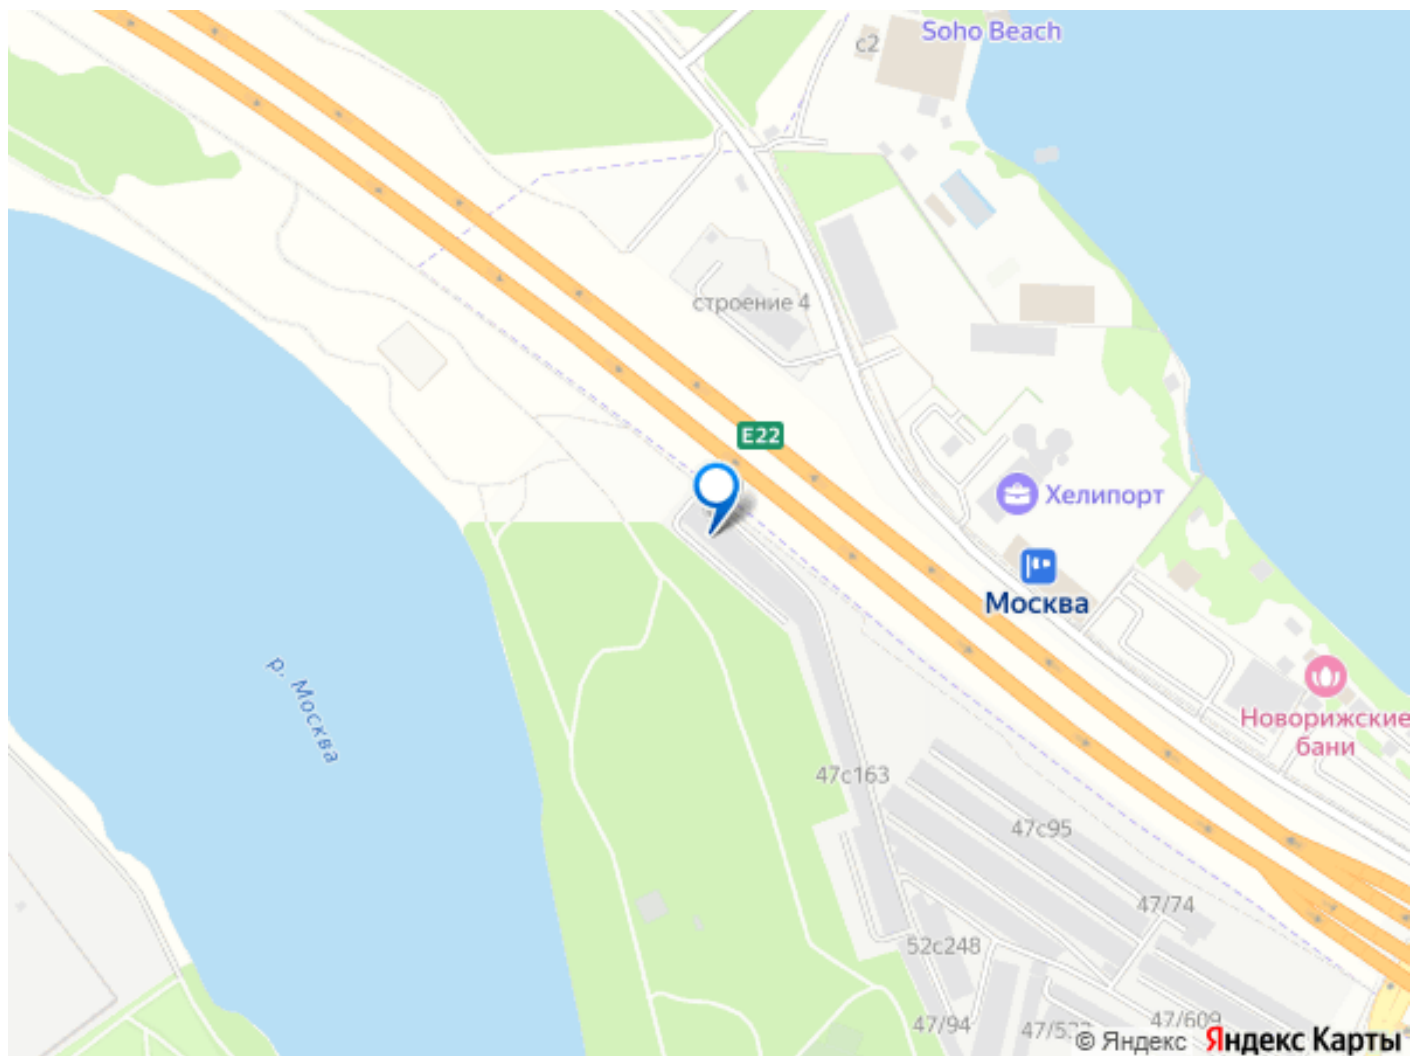 Soho Beach
с2
строение 4
E22
Хелипорт
Москва
р. Москва
Новорижские
бани
47с163
47с95
47/74
52с248
47/94
47/609
© Яндекс
Яндекс Карты